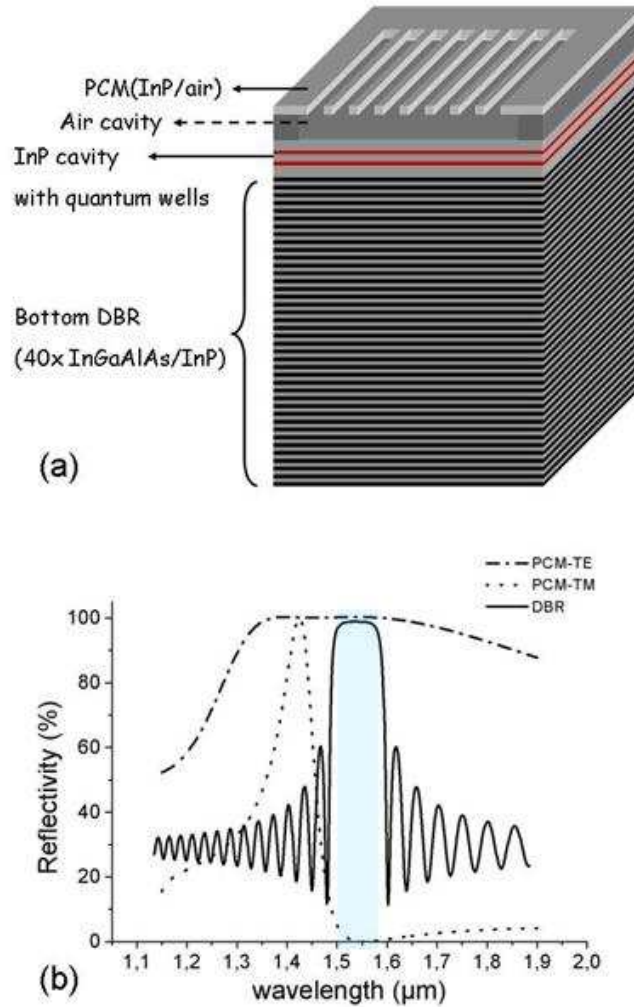 PCM(InP/air)
Air cavity
InP cavity
with quantum wells
Bottom DBR
(40x InGaAlAs/InP)
(a)
PCM-TE
PCM-TM
DBR
100
80
60
40
20
0
Reflectivity (%)
1,1 1,2 1,3 1,4 1,5 1,6 1,7 1,8 1,9 2,0
wavelength (µm)
(b)